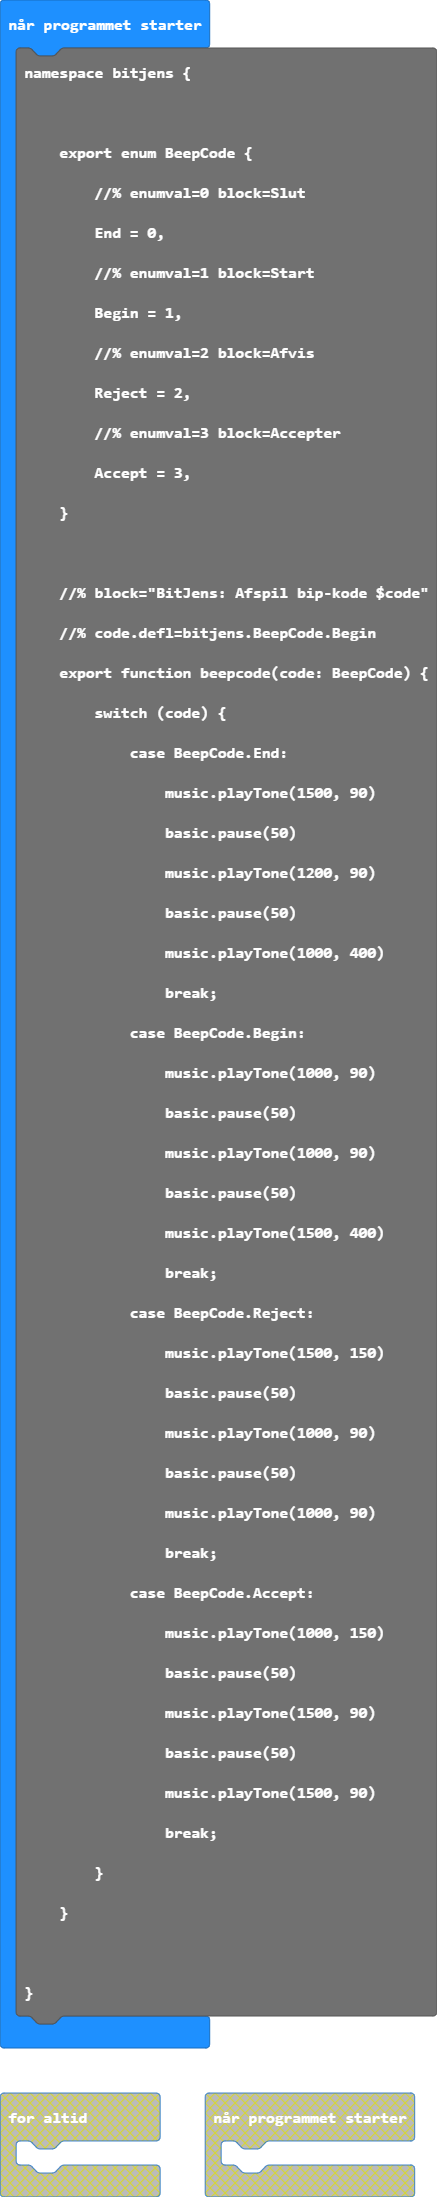 når programmet starter
namespace bitjens {
export enum BeepCode {
//% enumval=0 block=Slut
End = 0,
//% enumval=1 block=Start
Begin = 1,
//% enumval=2 block=Afvis
Reject = 2,
//% enumval=3 block=Accepter
Accept = 3,
}
//% block="BitJens: Afspil bip-kode $code"
//% code.defl=bitjens.BeepCode.Begin
export function beepcode(code: BeepCode) {
switch (code) {
case BeepCode.End:
music.playTone(1500, 90)
basic.pause(50)
music.playTone(1200, 90)
basic.pause(50)
music.playTone(1000, 400)
break;
case BeepCode.Begin:
music.playTone(1000, 90)
basic.pause(50)
music.playTone(1000, 90)
basic.pause(50)
music.playTone(1500, 400)
break;
case BeepCode.Reject:
music.playTone(1500, 150)
basic.pause(50)
music.playTone(1000, 90)
basic.pause(50)
music.playTone(1000, 90)
break;
case BeepCode.Accept:
music.playTone(1000, 150)
basic.pause(50)
music.playTone(1500, 90)
basic.pause(50)
music.playTone(1500, 90)
break;
}
}
}
for altid
når programmet starter